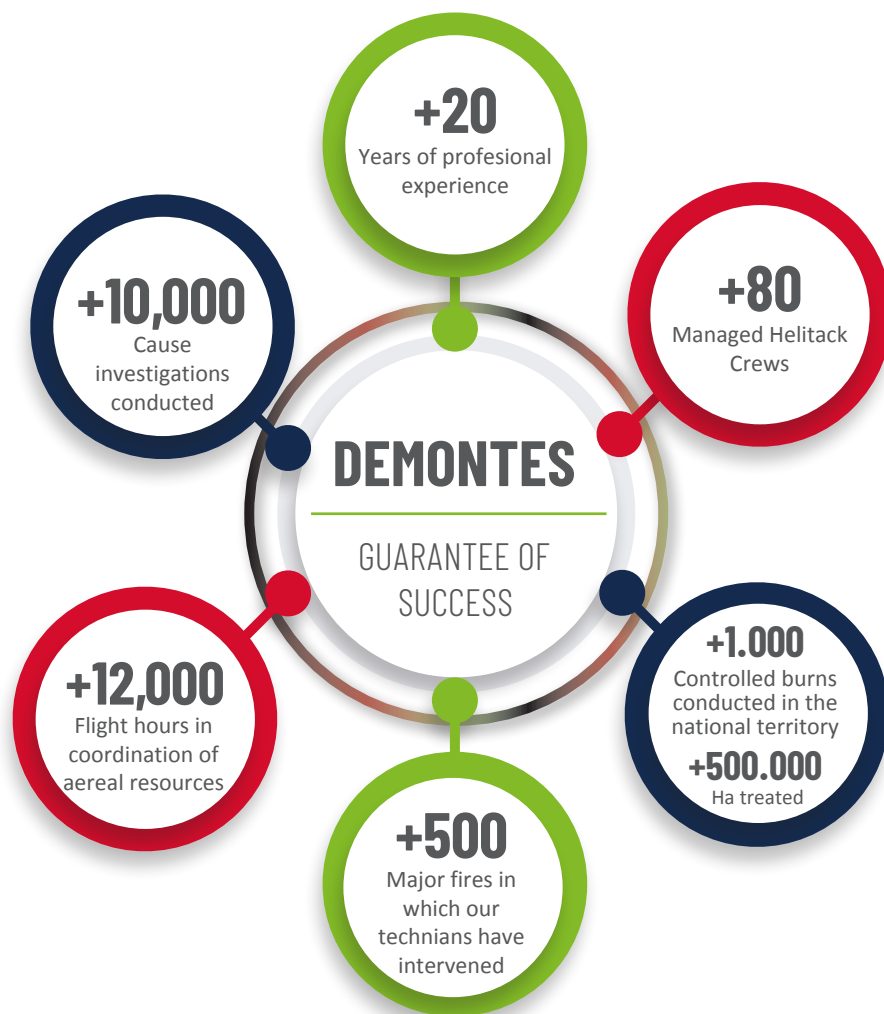 +20
Years of profesional
experience
+10,000
Cause
investigations
conducted
+80
Managed Helitack
Crews
DEMONTES
GUARANTEE OF
SUCCESS
+12,000
Flight hours in
coordination of
aereal resources
+1.000
Controlled burns
conducted in the
national territory
+500.000
Ha treated
+500
Major fires in
which our
technians have
intervened